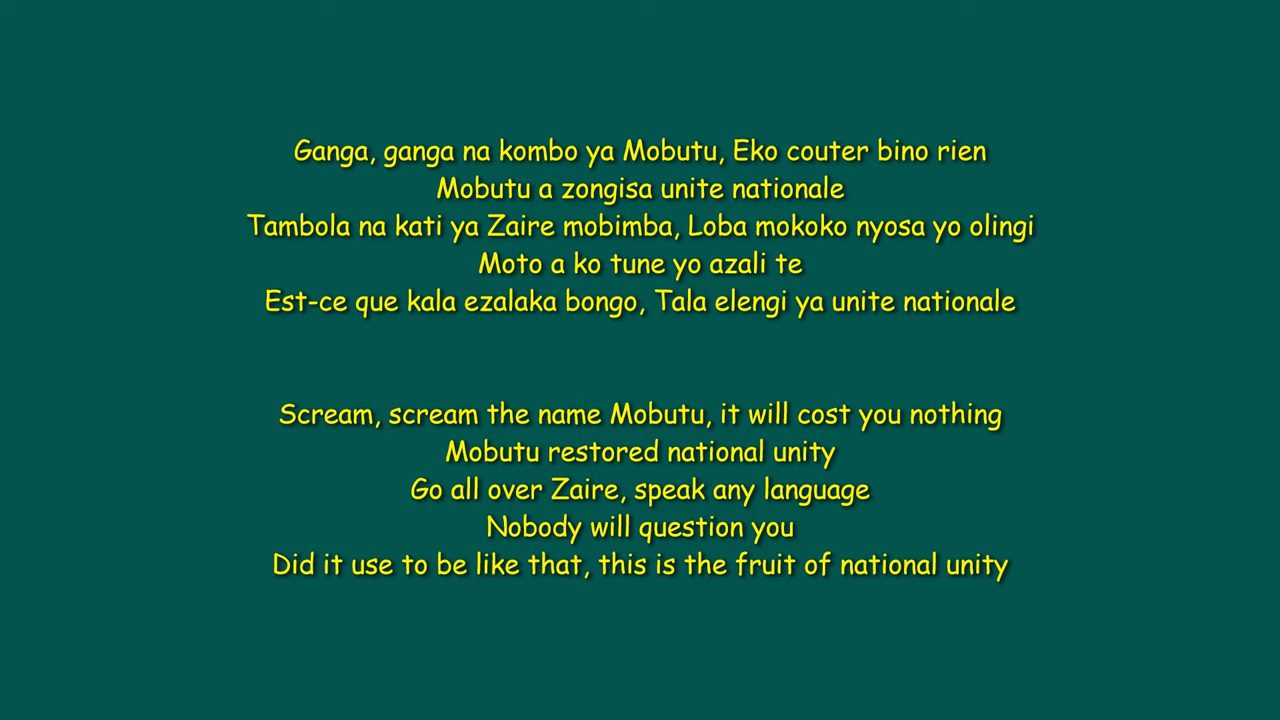 Ganga, ganga na kombo ya Mobutu, Eko couter bino rien
Mobutu a zongisa unite nationale
Tambola na kati ya Zaire mobimba, Loba mokoko nyosa yo olingi
Moto a ko tune yo azali te
Est-ce que kala ezalaka bongo, Tala elengi ya unite nationale
Scream, scream the name Mobutu, it will cost you nothing
Mobutu restored national unity
Go all over Zaire, speak any language
Nobody will question you
Did it use to be like that, this is the fruit of national unity